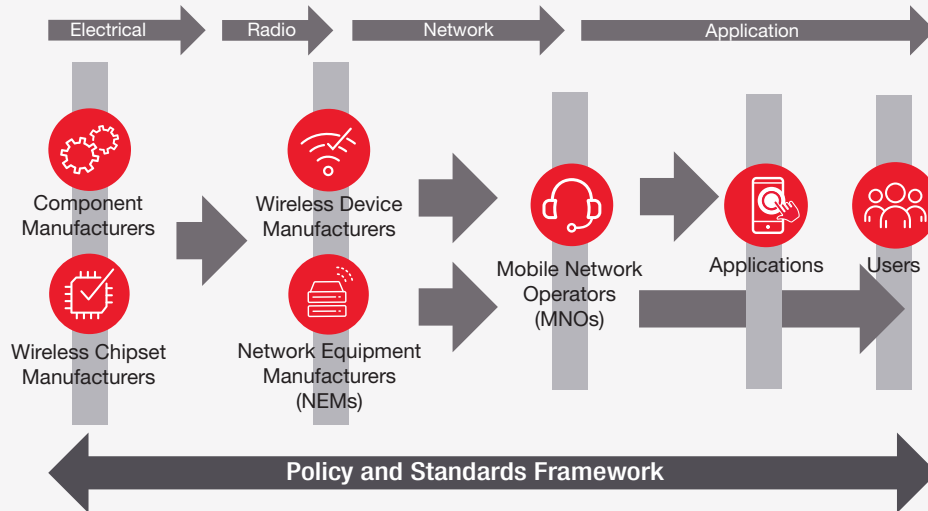 Electrical
Radio
Network
Application
Component
Manufacturers
Wireless Chipset
Manufacturers
Wireless Device
Manufacturers
Network Equipment
Manufacturers
(NEMs)
Mobile Network
Operators
(MNOs)
Applications
Users
Policy and Standards Framework